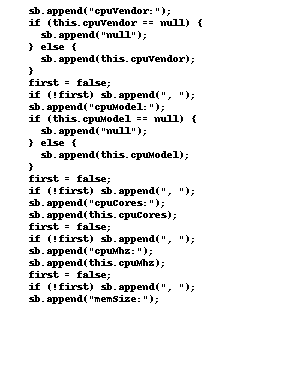 sb.append("cpuVendor:");
if (this.cpuVendor == null) {
sb.append("null");
} else {
sb.append(this.cpuVendor);
}
first = false;
if (!first) sb.append(", ");
sb.append("cpuModel:");
if (this.cpuModel == null) {
sb.append("null");
} else {
sb.append(this.cpuModel);
}
first = false;
if (!first) sb.append(", ");
sb.append("cpuCores:");
sb.append(this.cpuCores);
first = false;
if (!first) sb.append(", ");
sb.append("cpuMhz:");
sb.append(this.cpuMhz);
first = false;
if (!first) sb.append(", ");
sb.append("memSize:");